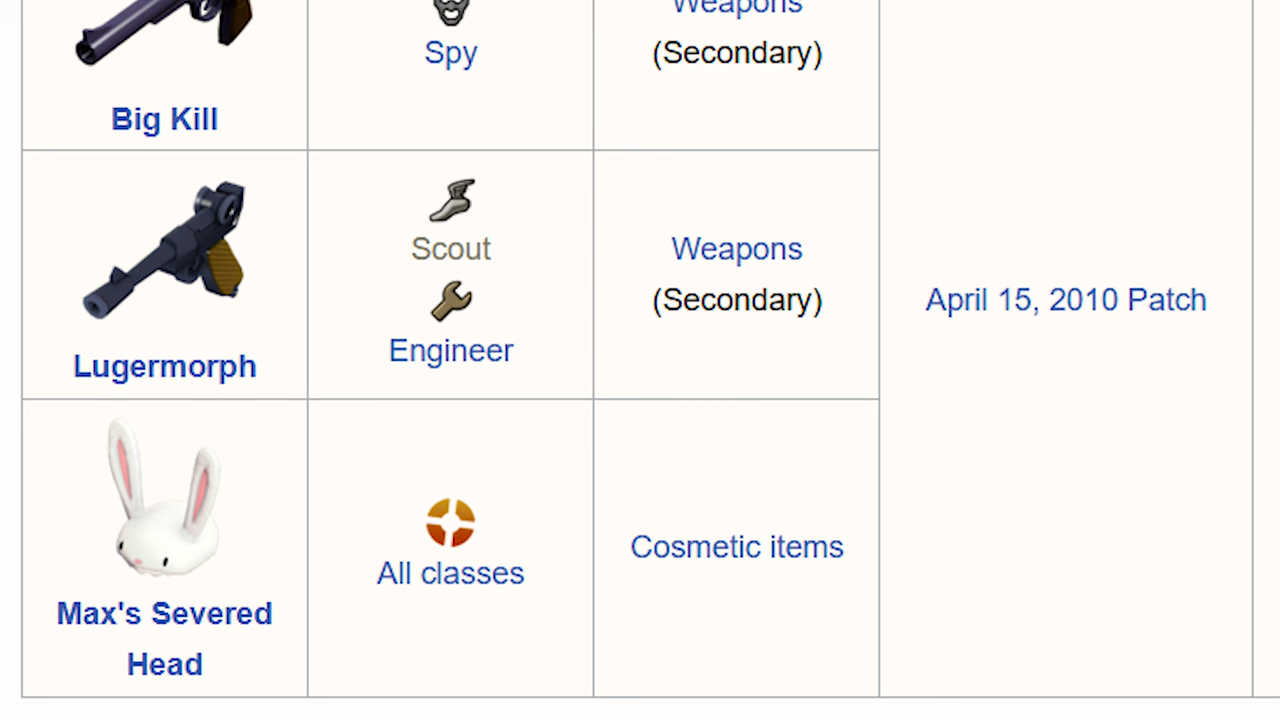 Weapons
Spy
(Secondary)
Big Kill
Scout
Engineer
Weapons
(Secondary)
April 15, 2010 Patch
Lugermorph
All classes
Cosmetic items
Max's Severed
Head